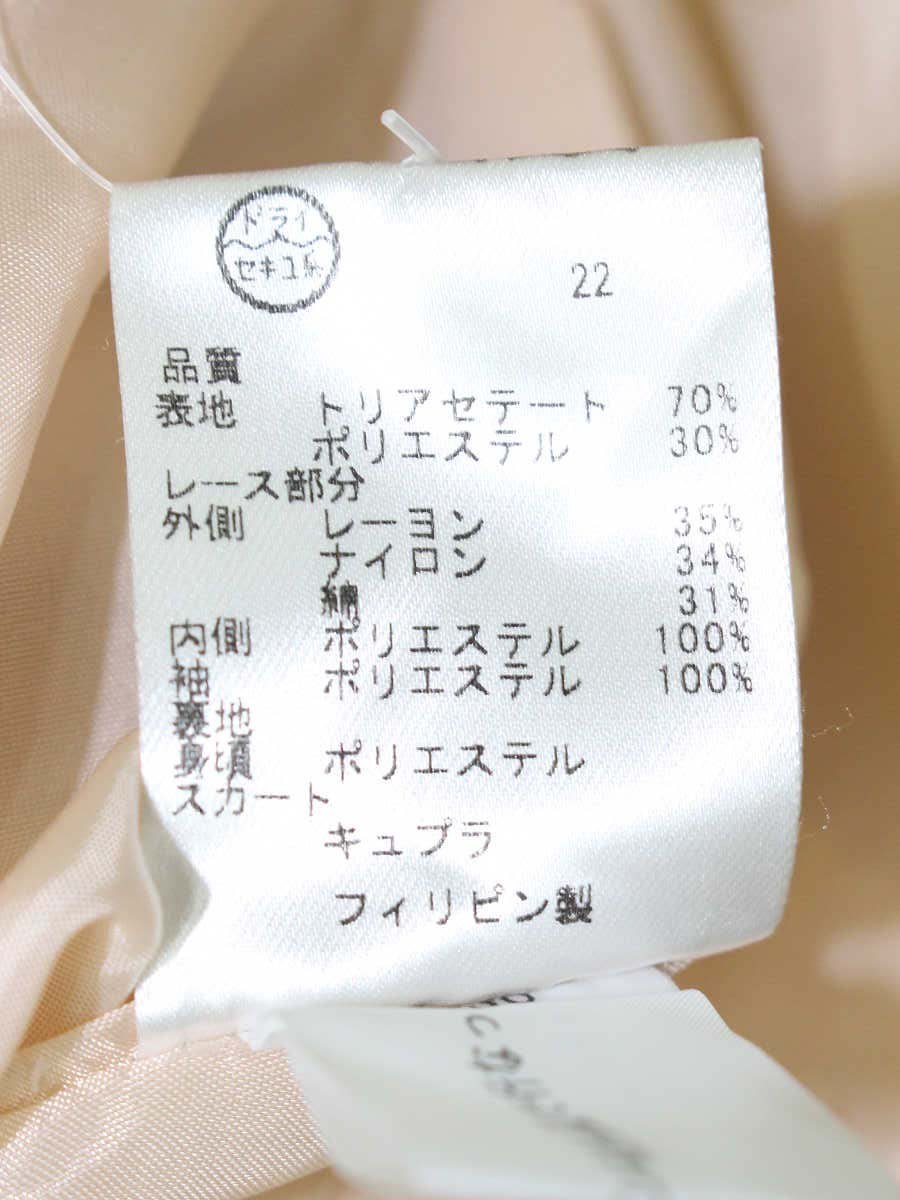 ドライ
セキユ系
22
品質
表地 トリアセテート 70%
ポリエステル 30%
レース部分
外側 レーヨン 35%
ナイロン 34%
綿 31%
内側 ポリエステル 100%
袖 ポリエステル 100%
裏地
身頃 ポリエステル
スカート
キュプラ
フィリピン製